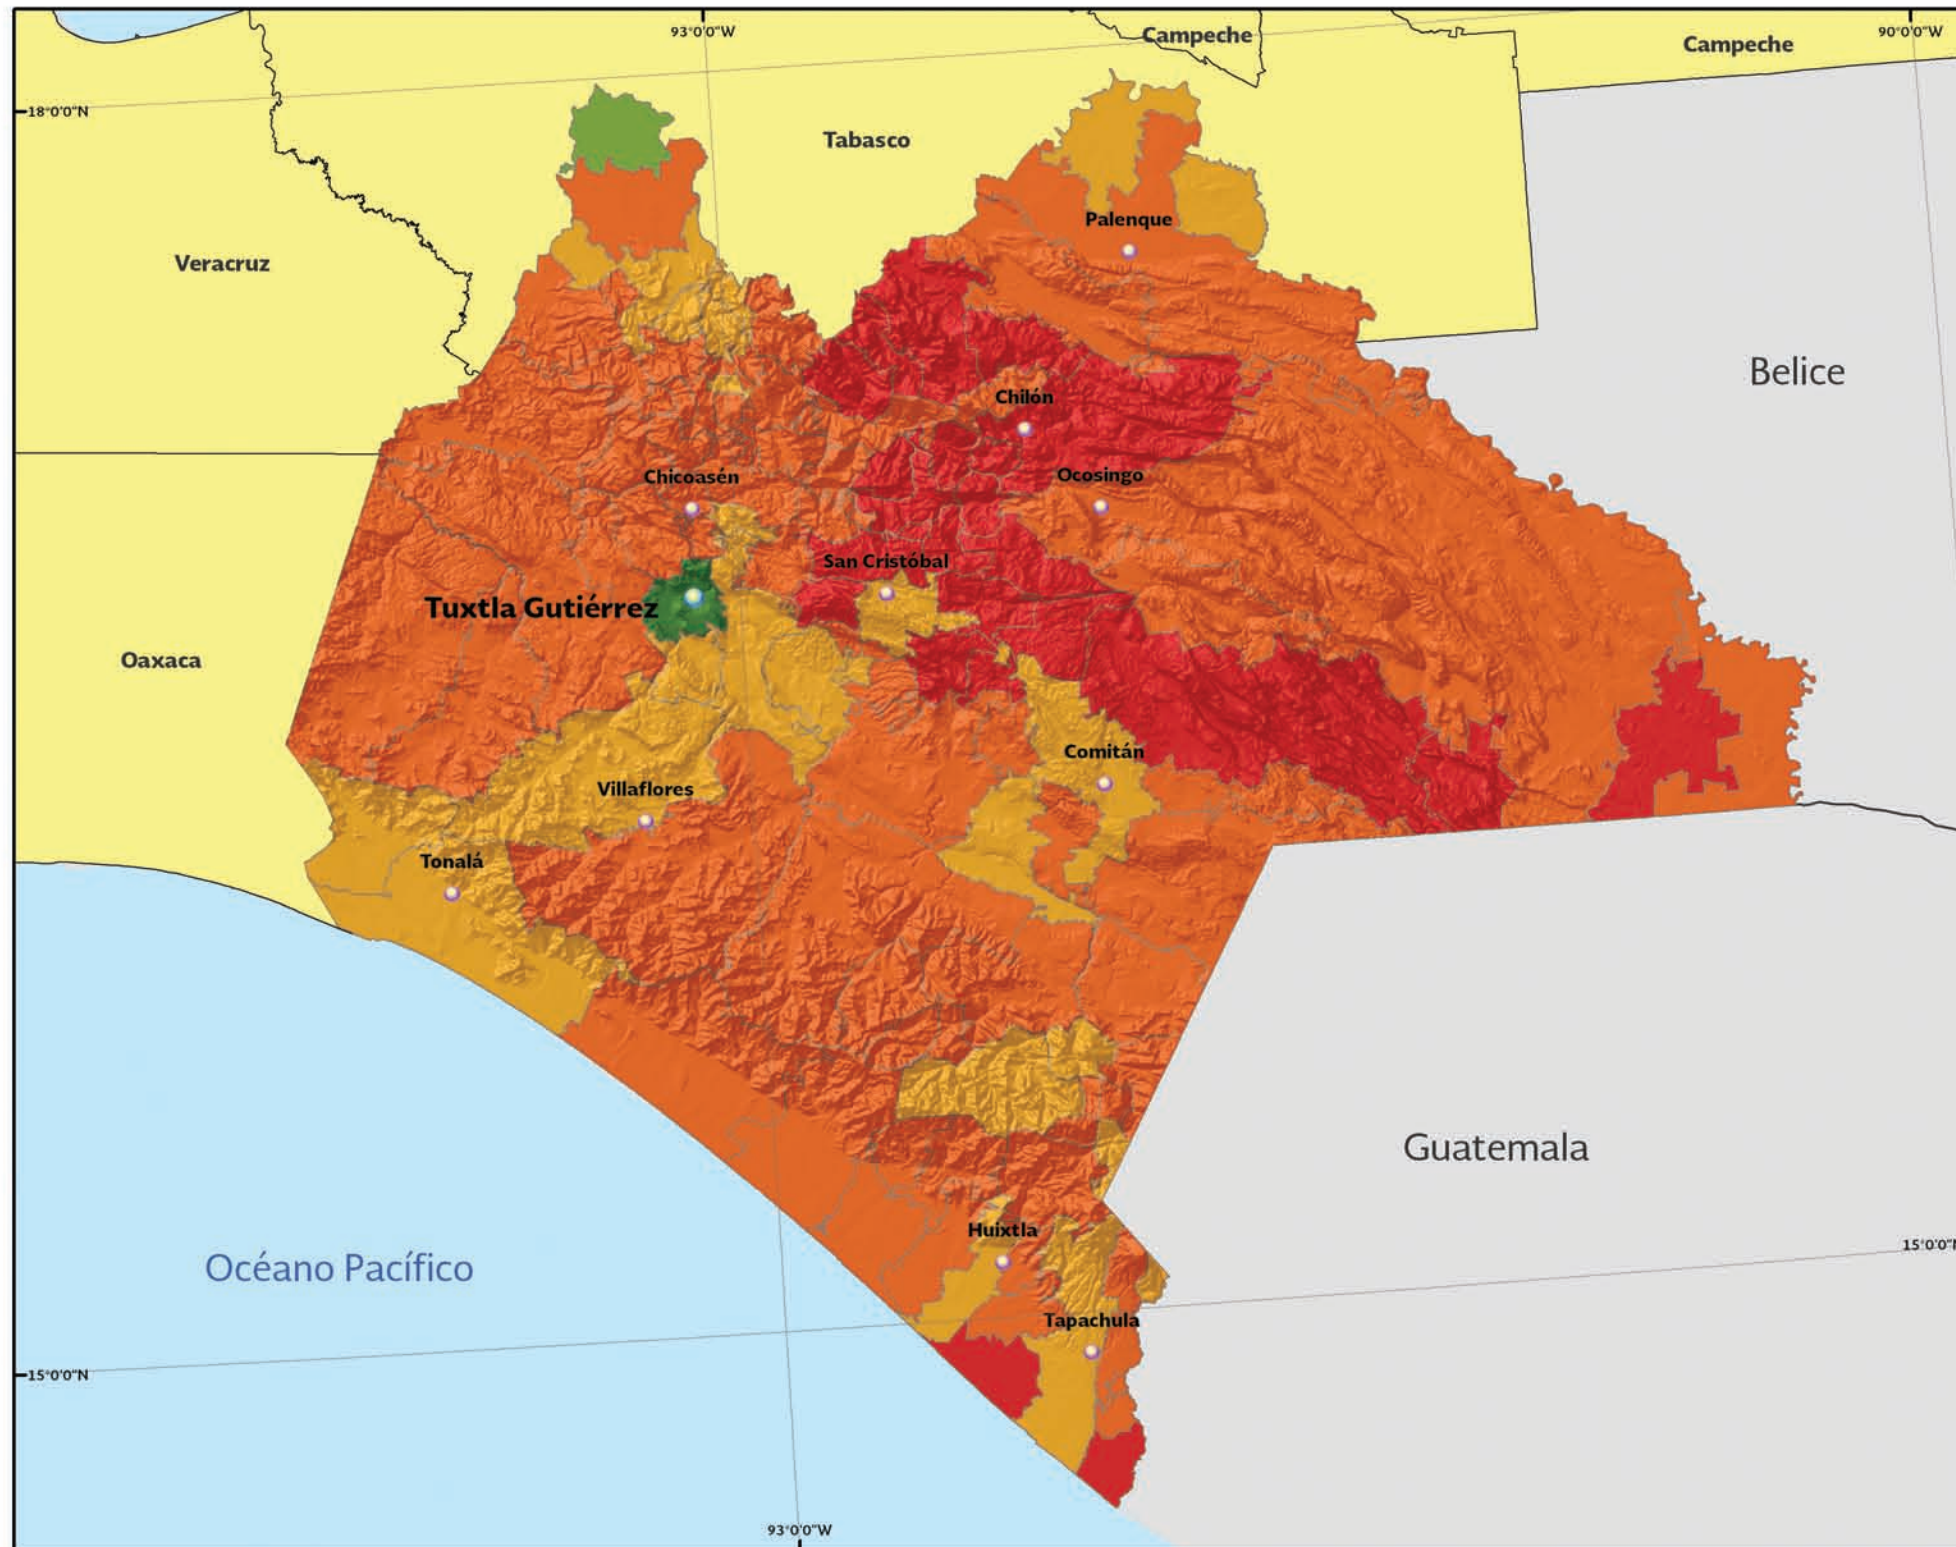 93°0'0"W
Campeche
Campeche
90°0'0"W
18°0'0"N
Tabasco
Palenque
Veracruz
Belice
Chilón
Chicoasén
Ocosingo
San Cristóbal
Tuxtla Gutiérrez
Oaxaca
Comitán
Villaflores
Tonalá
Guatemala
Huixtla
15°0'0"N
Océano Pacífico
Tapachula
15°0'0"N
93°0'0"W